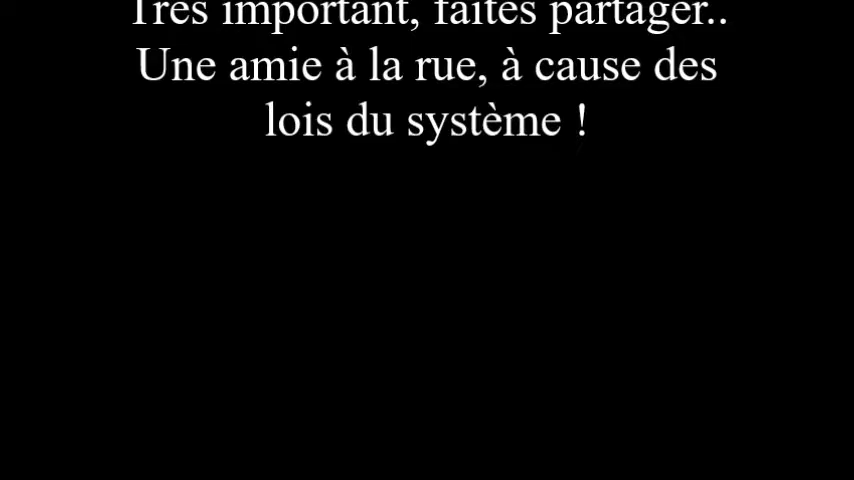 Très important, faites partager..
Une amie à la rue, à cause des
lois du système !